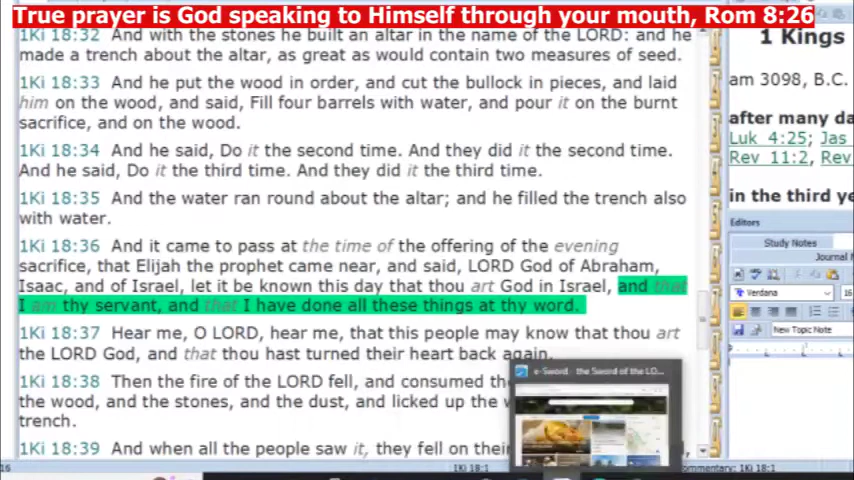 True prayer is God speaking to Himself through your mouth, Rom 8:26
1Ki 18:32 And with the stones he built an altar in the name of the LORD: and he
made a trench about the altar, as great as would contain two measures of seed.
1Ki 18:33 And he put the wood in order, and cut the bullock in pieces, and laid
him on the wood, and said, Fill four barrels with water, and pour it on the burnt
sacrifice, and on the wood.
1Ki 18:34 And he said, Do it the second time. And they did it the second time.
And he said, Do it the third time. And they did it the third time.
1Ki 18:35 And the water ran round about the altar; and he filled the trench also
with water.
1Ki 18:36 And it came to pass at the time of the offering of the evening
sacrifice, that Elijah the prophet came near, and said, LORD God of Abraham,
Isaac, and of Israel, let it be known this day that thou art God in Israel, and that
I am thy servant, and that I have done all these things at thy word.
1Ki 18:37 Hear me, O LORD, hear me, that this people may know that thou art
the LORD God, and that thou hast turned their heart back again.
1Ki 18:38 Then the fire of the LORD fell, and consumed the
the wood, and the stones, and the dust, and licked up the w
trench.
1Ki 18:39 And when all the people saw it, they fell on their
16
1Ki 18:1
1 Kings
am 3098, B.C.
after many da
Luk 4:25; Jas
Rev 11:2, Rev
in the third ye
Editors
Study Notes
Journal
Verdana
16
New Topic Note
e-Sword - the Sword of the LO...
ommentary: 1Ki 18:1